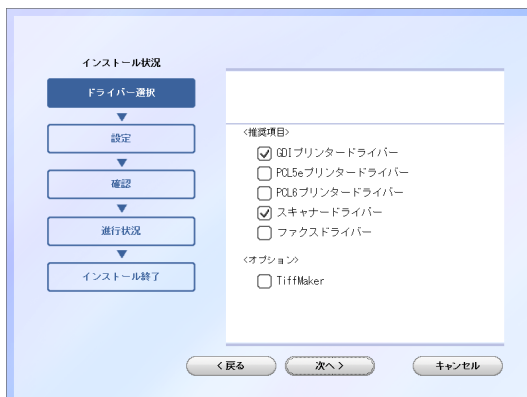 インストール状況
ドライバー選択
設定
確認
進行状況
インストール終了
<推奨項目>
GDIプリンタードライバー
PCL5eプリンタードライバー
PCL6プリンタードライバー
スキャナードライバー
ファクスドライバー
<オプション>
TiffMaker
<戻る
次へ>
キャンセル